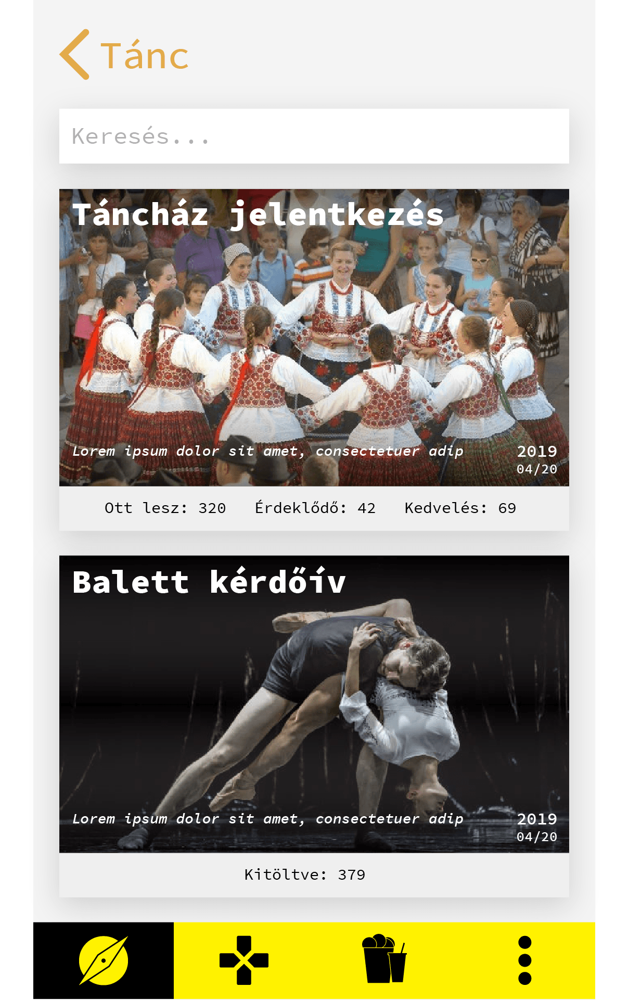 Tánc
Keresés...
Táncház jelentkezés
Lorem ipsum dolor sit amet, consectetuer adip
2019
04/20
Ott lesz: 320 Érdeklődő: 42 Kedvelés: 69
Balett kérdőív
Lorem ipsum dolor sit amet, consectetuer adip
2019
04/20
Kitöltve: 379